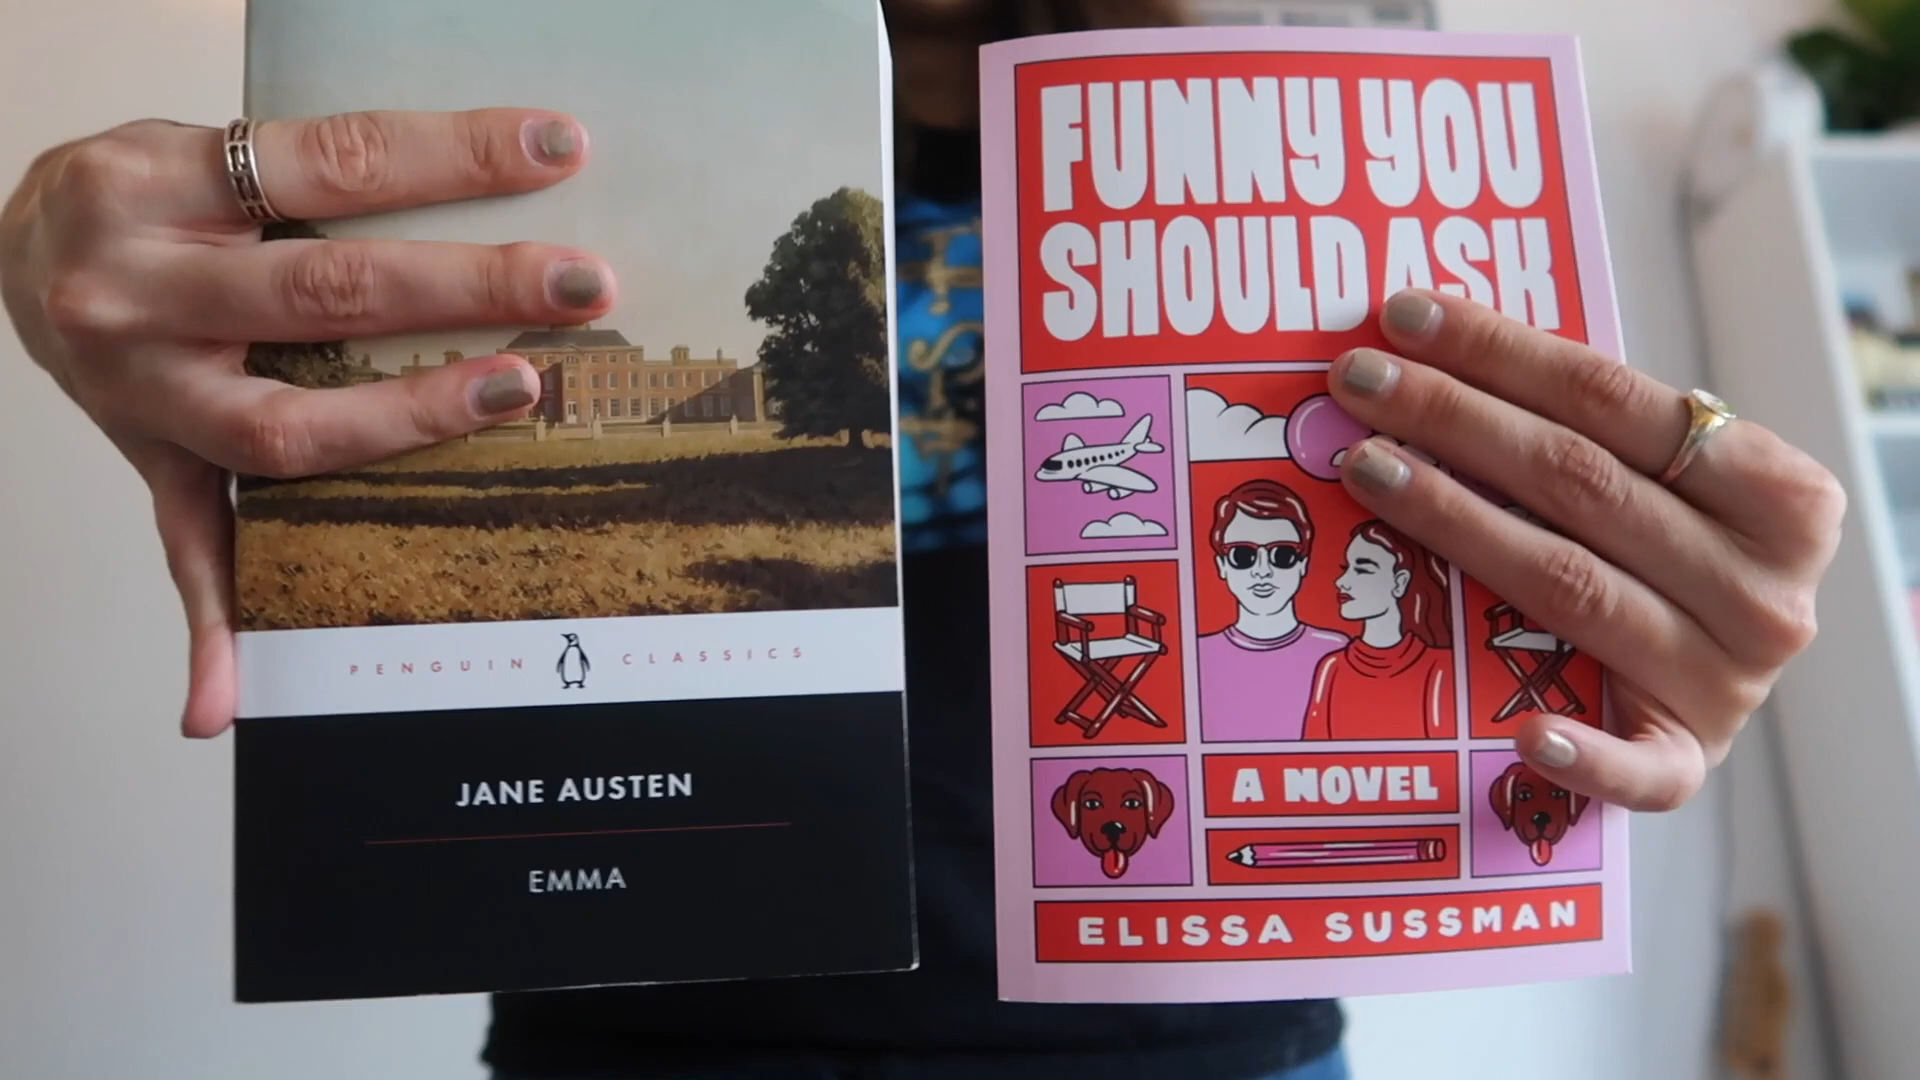 PENGUIN CLASSICS
JANE AUSTEN
EMMA
FUNNY YOU
SHOULD ASK
A NOVEL
ELISSA SUSSMAN